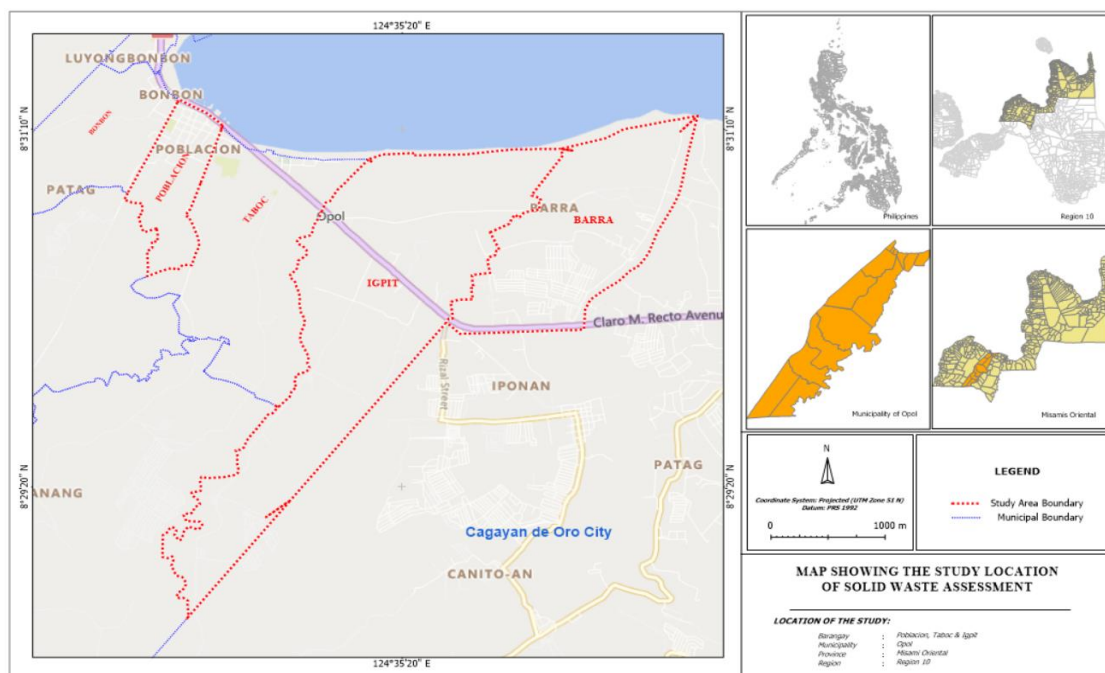 124°35'20" E
8°31'10" N
8°31'10" N
LUYONGBONBON
BONBON
BONBON
POBLACION
POBLACION
PATAG
TABOC
Opol
BARRA
BARRA
IGPIT
Claro M. Recto Avenu
Rizal Street
IPONAN
PATAG
8°29'20" N
8°29'20" N
ANANG
Cagayan de Oro City
CANITO-AN
124°35'20" E
Philippines
Region 10
Municipality of Opol
Misamis Oriental
N
Coordinate System: Projected (UTM Zone 51 N)
Datum: PRS 1992
0 1000 m
LEGEND
Study Area Boundary
Municipal Boundary
MAP SHOWING THE STUDY LOCATION
OF SOLID WASTE ASSESSMENT
LOCATION OF THE STUDY:
Barangay : Poblacion, Taboc & Igpit
Municipality : Opol
Province : Misami Oriental
Region : Region 10